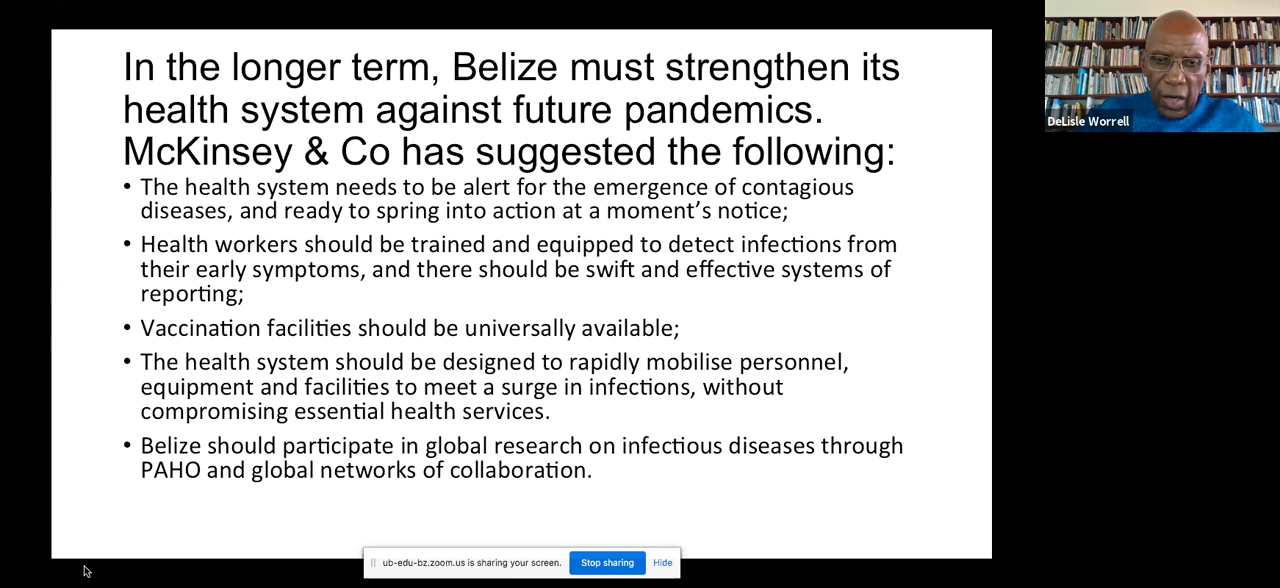 In the longer term, Belize must strengthen its
health system against future pandemics.
McKinsey & Co has suggested the following:
• The health system needs to be alert for the emergence of contagious
diseases, and ready to spring into action at a moment’s notice;
• Health workers should be trained and equipped to detect infections from
their early symptoms, and there should be swift and effective systems of
reporting;
• Vaccination facilities should be universally available;
• The health system should be designed to rapidly mobilise personnel,
equipment and facilities to meet a surge in infections, without
compromising essential health services.
• Belize should participate in global research on infectious diseases through
PAHO and global networks of collaboration.
DeLisle Worrell
ub-edu-bz.zoom.us is sharing your screen. Stop sharing Hide